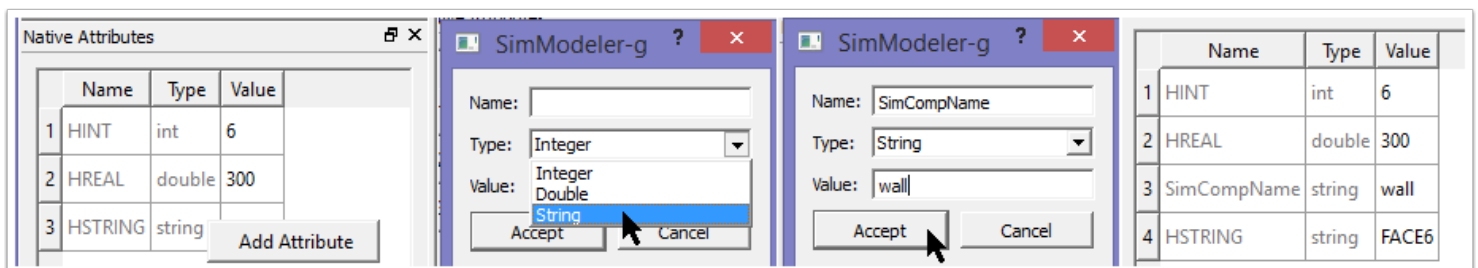 Native Attributes
Name Type Value
1 HINT int 6
2 HREAL double 300
3 HSTRING string
Add Attribute
SimModeler-g ? ×
Name:
Type: Integer
Integer
Value:
Double
String
Accept Cancel
SimModeler-g ? ×
Name: SimCompName
Type: String
Value: wall
Accept Cancel
Name Type Value
1 HINT int 6
2 HREAL double 300
3 SimCompName string wall
4 HSTRING string FACE6